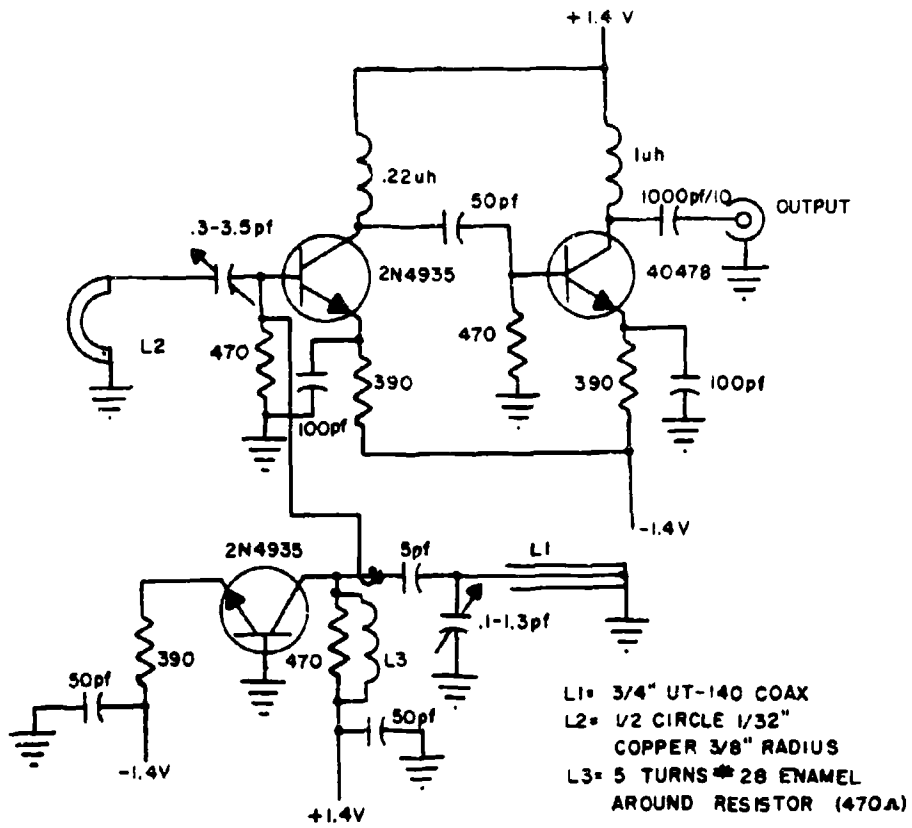 +1.4 V
.22uh
1uh
50pf
1000pf/10
OUTPUT
.3-3.5pf
2N4935
40478
L2
470
390
100pf
470
390
100pf
-1.4V
2N4935
5pf
L1
.1-1.3pf
390
470
L3
50pf
50pf
-1.4V
+1.4V
L1= 3/4" UT-140 COAX
L2= 1/2 CIRCLE 1/32"
COPPER 3/8" RADIUS
L3= 5 TURNS # 28 ENAMEL
AROUND RESISTOR (470Ω)